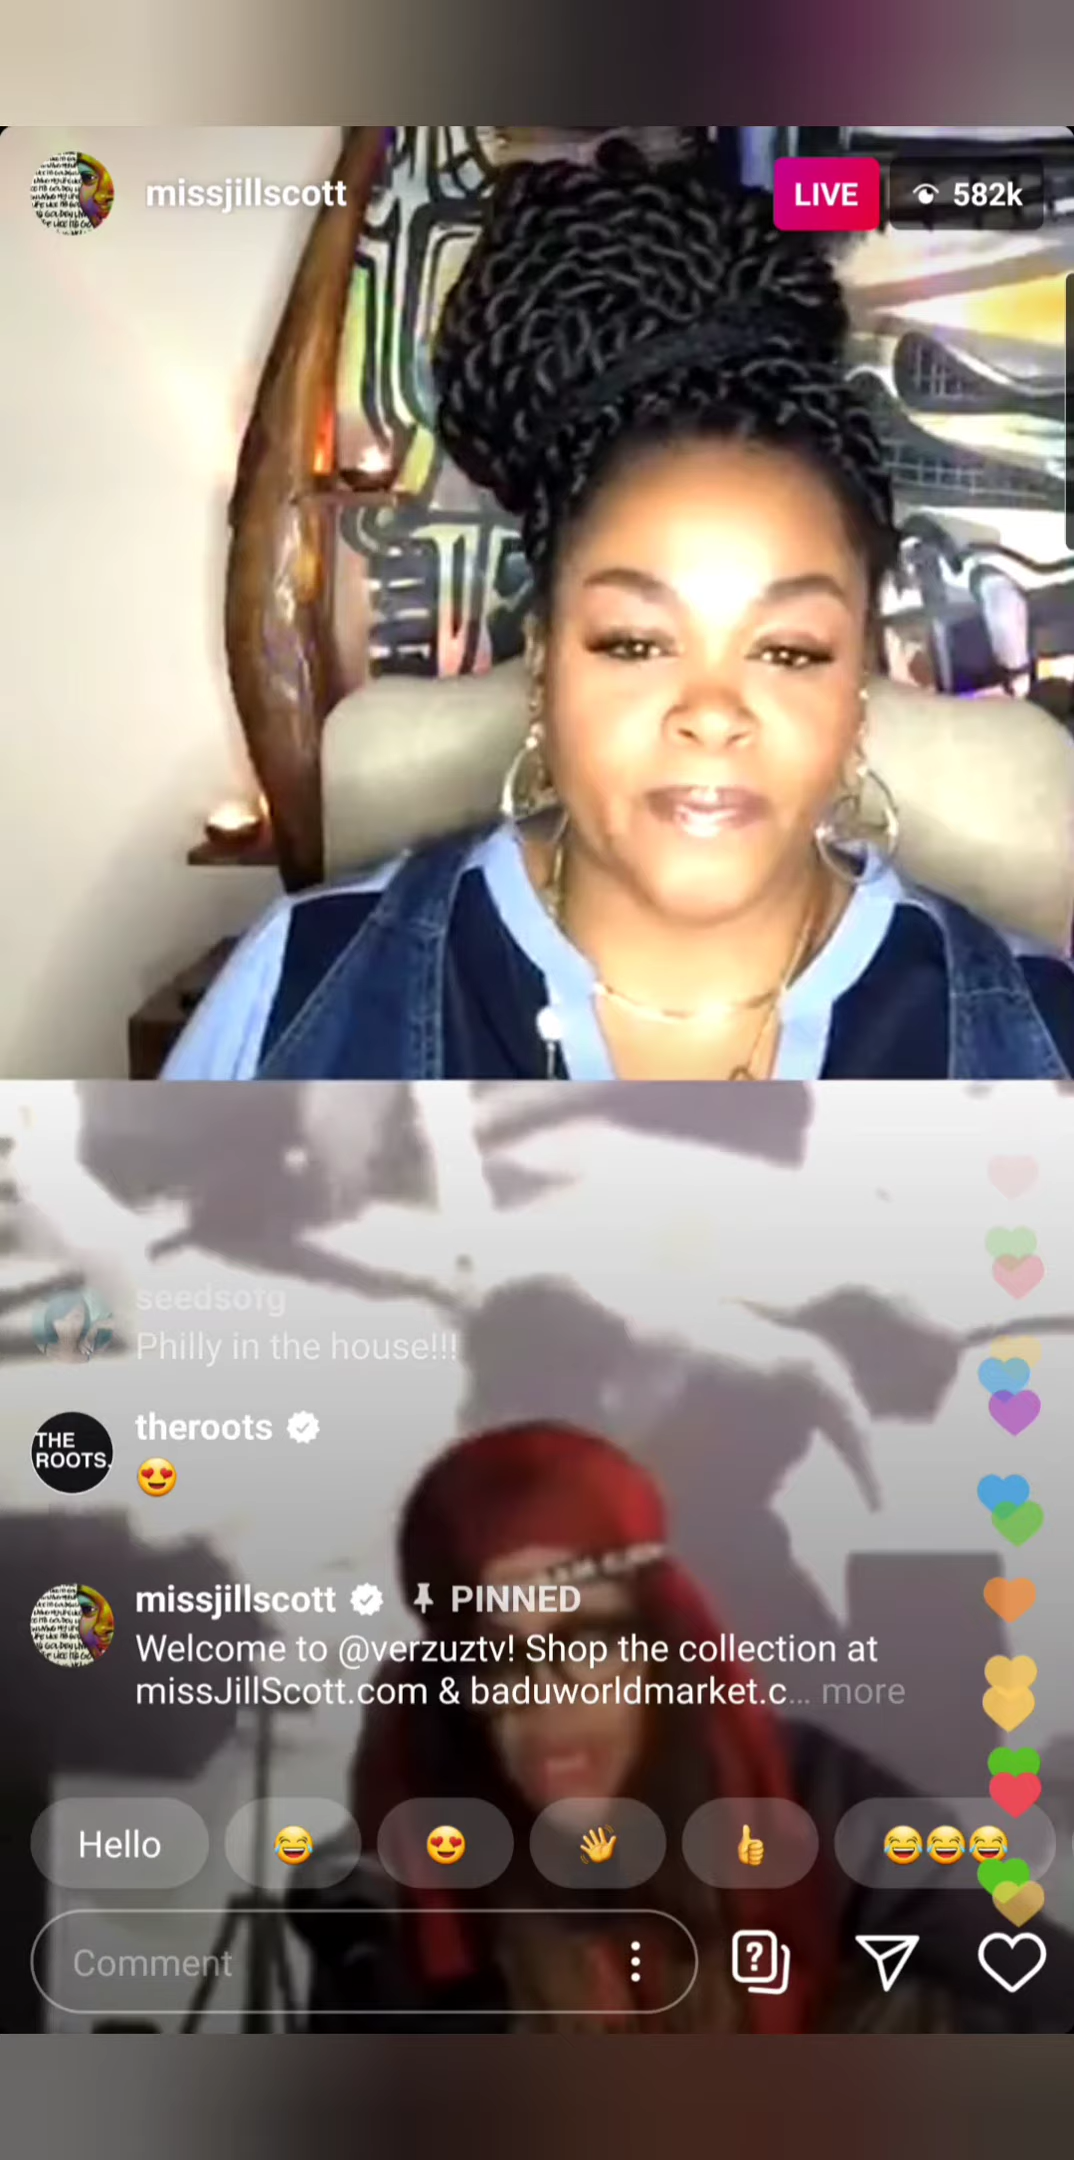 missjillscott
LIVE
582k
seedsofg
Philly in the house!!!
THE
ROOTS.
theroots
😍
missjillscott PINNED
Welcome to @verzuztv! Shop the collection at
missJillScott.com & baduworldmarket.c... more
Hello 😂 😍 👋 👍 😂😂😂
Comment
?